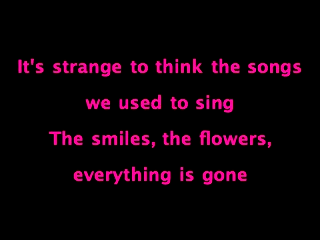 It's strange to think the songs
we used to sing
The smiles, the flowers,
everything is gone